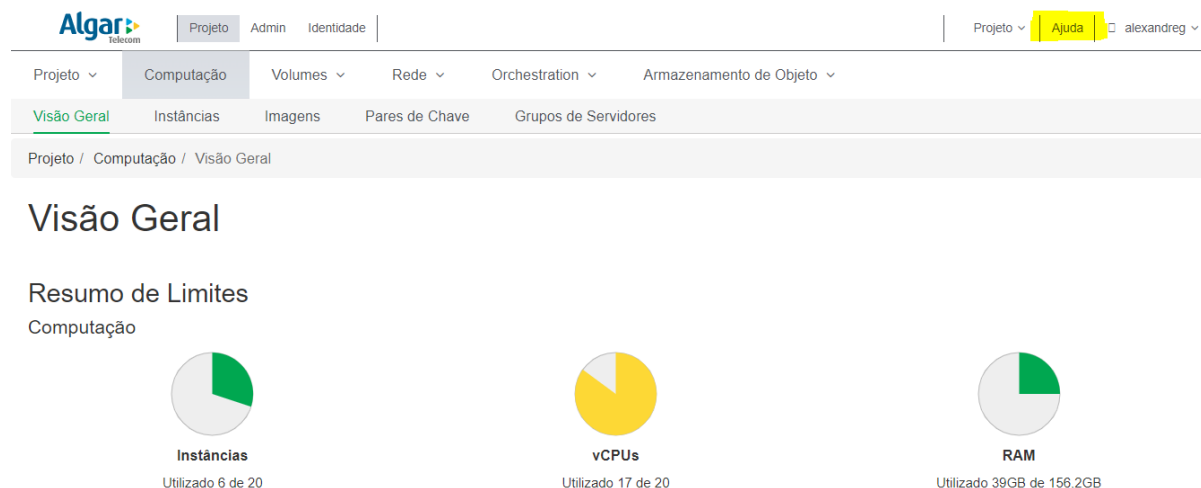 Algar Telecom Projeto Admin Identidade Projeto Ajuda alexandreg
Projeto Computação Volumes Rede Orchestration Armazenamento de Objeto
Visão Geral Instâncias Imagens Pares de Chave Grupos de Servidores
Projeto / Computação / Visão Geral
Visão Geral
Resumo de Limites
Computação
Instâncias vCPUs RAM
Utilizado 6 de 20 Utilizado 17 de 20 Utilizado 39GB de 156.2GB